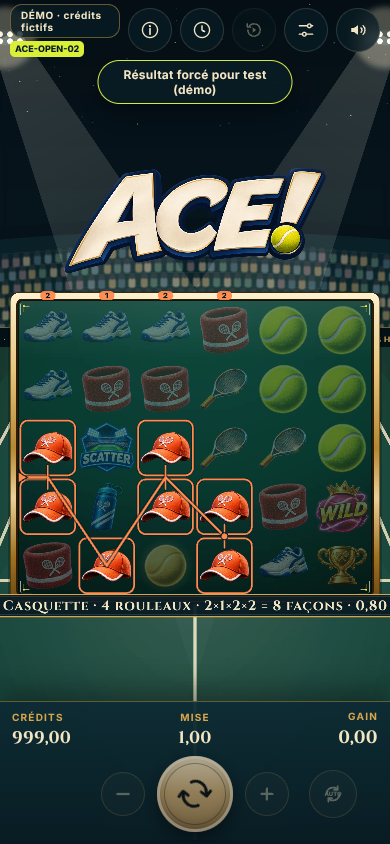 DÉMO · crédits
fictifs
ACE-OPEN-02
Résultat forcé pour test
(démo)
ACE!
2 1 2 2
SCATTER
WILD
CASQUETTE · 4 ROULEAUX · 2×1×2×2 = 8 FAÇONS · 0,80
CRÉDITS
999,00
MISE
1,00
GAIN
0,00
AUTO